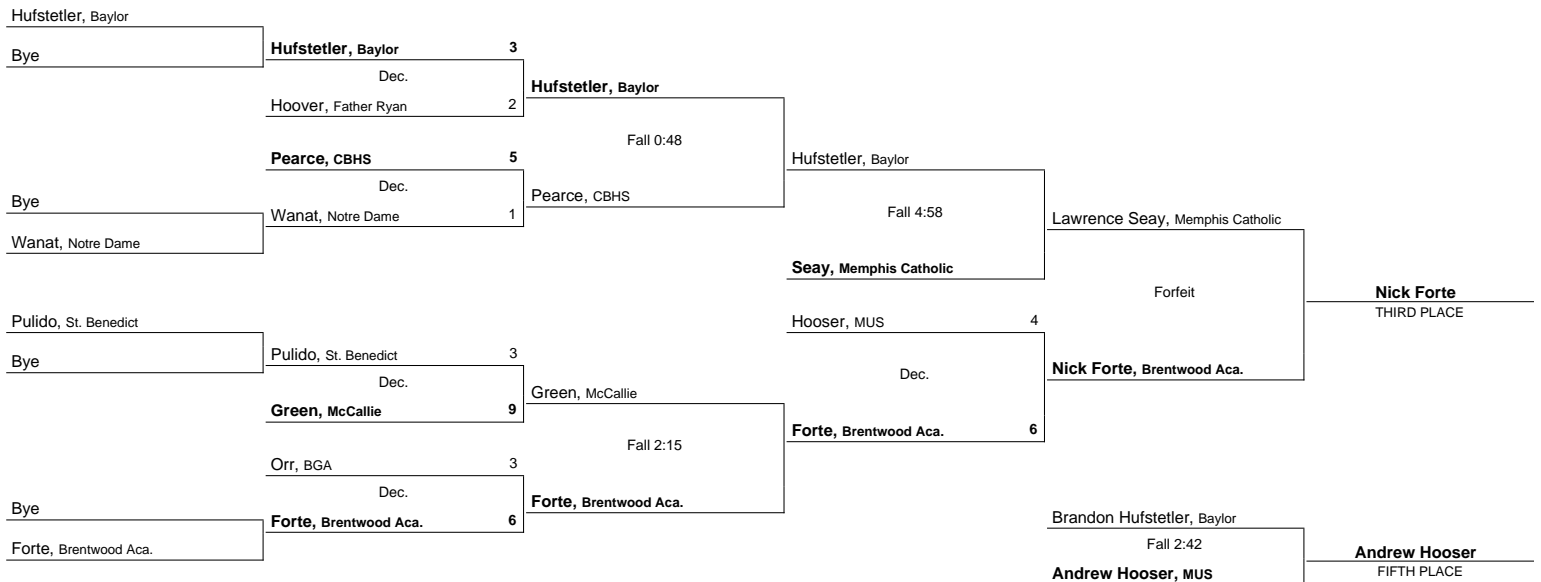 Hufstetler, Baylor
Bye
Hufstetler, Baylor 3
Dec.
Hoover, Father Ryan 2
Hufstetler, Baylor
Fall 0:48
Pearce, CBHS 5
Dec.
Wanat, Notre Dame 1
Pearce, CBHS
Bye
Wanat, Notre Dame
Hufstetler, Baylor
Fall 4:58
Seay, Memphis Catholic
Lawrence Seay, Memphis Catholic
Forfeit
Nick Forte
THIRD PLACE
Pulido, St. Benedict
Bye
Pulido, St. Benedict 3
Dec.
Green, McCallie 9
Green, McCallie
Fall 2:15
Orr, BGA 3
Dec.
Forte, Brentwood Aca. 6
Forte, Brentwood Aca.
Bye
Forte, Brentwood Aca.
Hooser, MUS 4
Dec.
Forte, Brentwood Aca. 6
Nick Forte, Brentwood Aca.
Brandon Hufstetler, Baylor
Fall 2:42
Andrew Hooser, MUS
Andrew Hooser
FIFTH PLACE